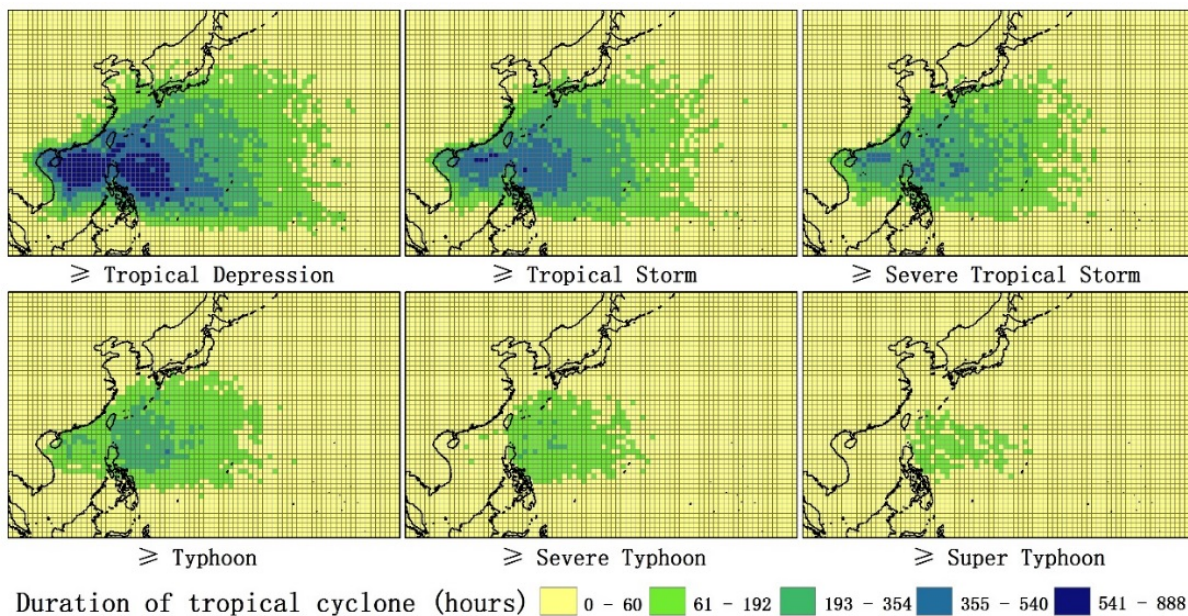 ≥ Tropical Depression
≥ Tropical Storm
≥ Severe Tropical Storm
≥ Typhoon
≥ Severe Typhoon
≥ Super Typhoon
Duration of tropical cyclone (hours) 0 - 60 61 - 192 193 - 354 355 - 540 541 - 888